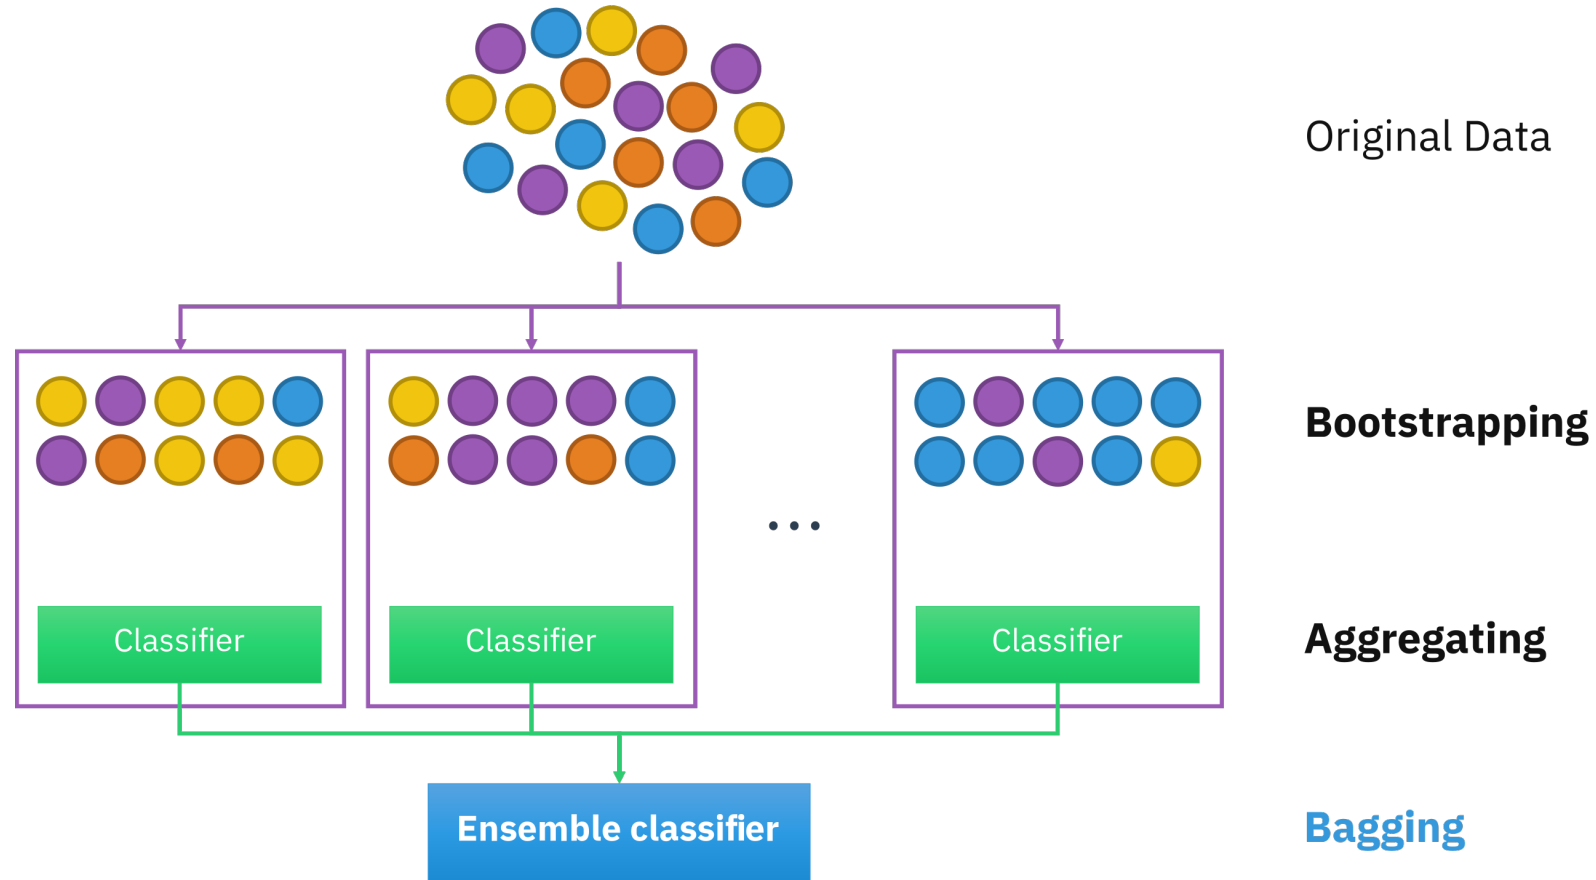 Original Data
Bootstrapping
...
Classifier
Classifier
Classifier
Aggregating
Ensemble classifier
Bagging